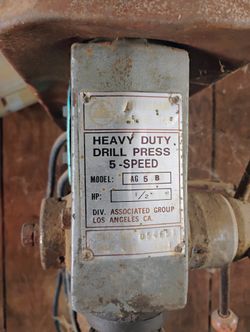 HEAVY DUTY
DRILL PRESS
5-SPEED
MODEL: AG 5 B
HP: 1/2"
DIV. ASSOCIATED GROUP
LOS ANGELES CA.